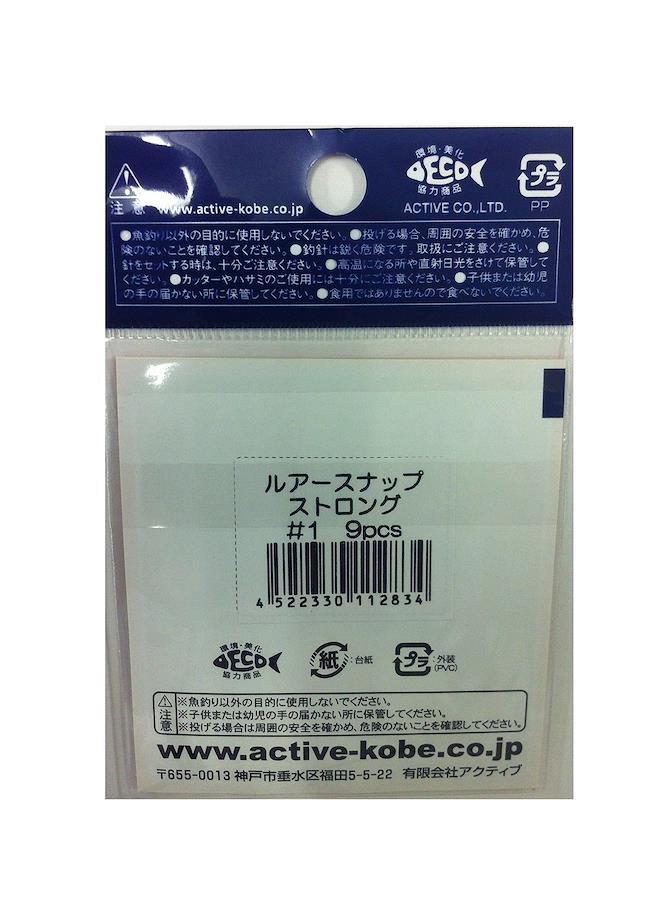 環境・美化
ECO
協力商品
プラ
注意 www.active-kobe.co.jp
ACTIVE CO.,LTD.
PP
●魚釣り以外の目的に使用しないでください。●投げる場合、周囲の安全を確かめ、危
険のないことを確認してください。●釣針は鋭く危険です。取扱にご注意ください。●
針をセットする時は、十分ご注意ください。●高温になる所や直射日光をさけて保管して
ください。●カッターやハサミのご使用には十分にご注意ください。●子供または幼児
の手の届かない所に保管してください。●食用ではありませんので食べないでください。
ルアースナップ
ストロング
#1 9pcs
4 522330 112834
環境・美化
ECO
協力商品
紙 :台紙
プラ :外装
(PVC)
注意
※魚釣り以外の目的に使用しないでください。
※子供または幼児の手の届かない所に保管してください。
※投げる場合は周囲の安全を確かめ、危険のないことを確認してください。
www.active-kobe.co.jp
〒655-0013 神戸市垂水区福田5-5-22 有限会社アクティブ